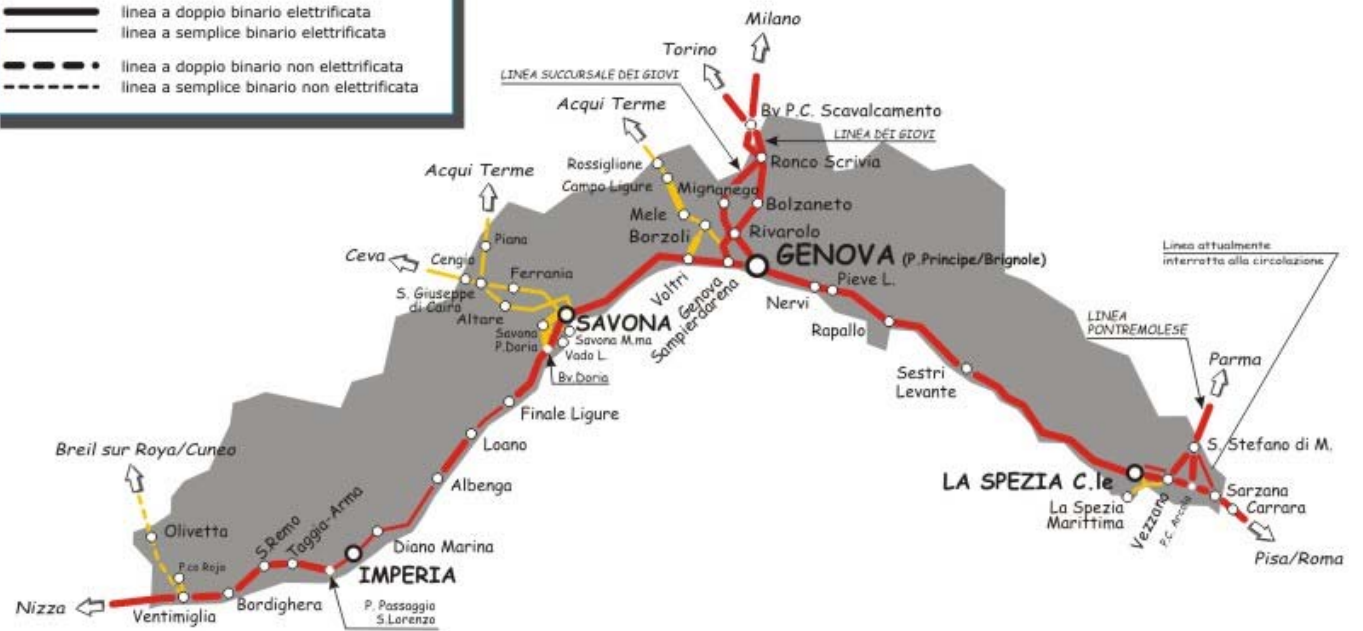 linea a doppio binario elettrificata
linea a semplice binario elettrificata
linea a doppio binario non elettrificata
linea a semplice binario non elettrificata
Milano
Torino
LINEA SUCCURSALE DEI GIOVI
Acqui Terme
Bv P.C. Scavalcamento
LINEA DEI GIOVI
Rossiglione
Ronco Scrivia
Acqui Terme
Campo Ligure
Mignanego
Mele
Bolzaneto
Borzoli
Rivarolo
Piana
Ceva
Cengio
Ferrania
GENOVA (P.Principe/Brignole)
Linea attualmente
interrotta alla circolazione
S. Giuseppe
di Cairo
Voltri
Genova
Sampierdarena
Nervi
Pieve L.
Altare
SAVONA
Rapallo
LINEA
PONTREMOLESE
Savona
P.Doria
Savona M.ma
Vado L.
Parma
Bv.Doria
Sestri
Levante
Finale Ligure
Loano
Breil sur Roya/Cuneo
S. Stefano di M.
Albenga
LA SPEZIA C.le
La Spezia
Marittima
Vezzano
P.C. Arcola
Sarzana
Carrara
Olivetta
S.Remo
Taggia-Arma
Diano Marina
Pisa/Roma
P.co Roja
IMPERIA
Nizza
Ventimiglia
Bordighera
P. Passaggio
S.Lorenzo